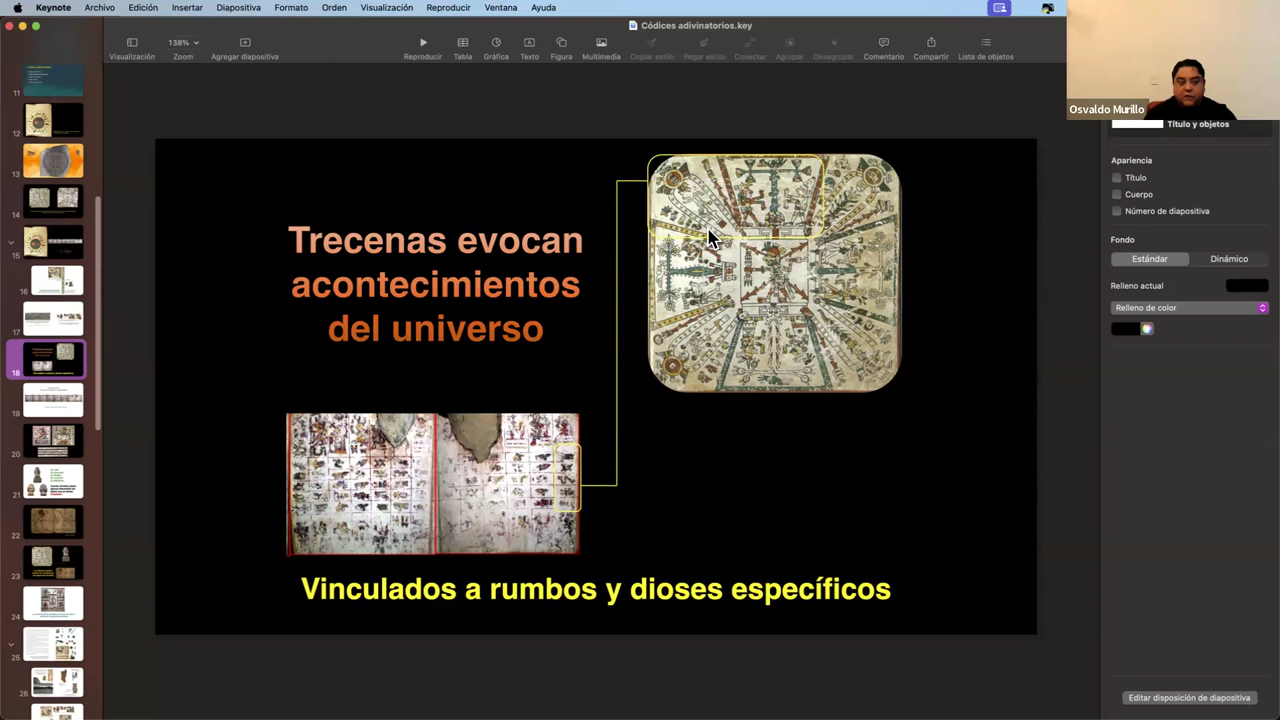 Keynote Archivo Edición Insertar Diapositiva Formato Orden Visualización Reproducir Ventana Ayuda
Códices adivinatorios.key
138%
Visualización Zoom Agregar diapositiva Reproducir Tabla Gráfica Texto Figura Multimedia Copiar estilo Pegar estilo Conectar Agrupar Desagrupar Comentario Compartir Lista de objetos
Osvaldo Murillo
Título y objetos
Apariencia
Título
Cuerpo
Número de diapositiva
Fondo
Estándar Dinámico
Relleno actual
Relleno de color
Editar disposición de diapositiva
11
12
13
14
15
16
17
18
19
20
21
22
23
24
25
26
Trecenas evocan
acontecimientos
del universo
Vinculados a rumbos y dioses específicos